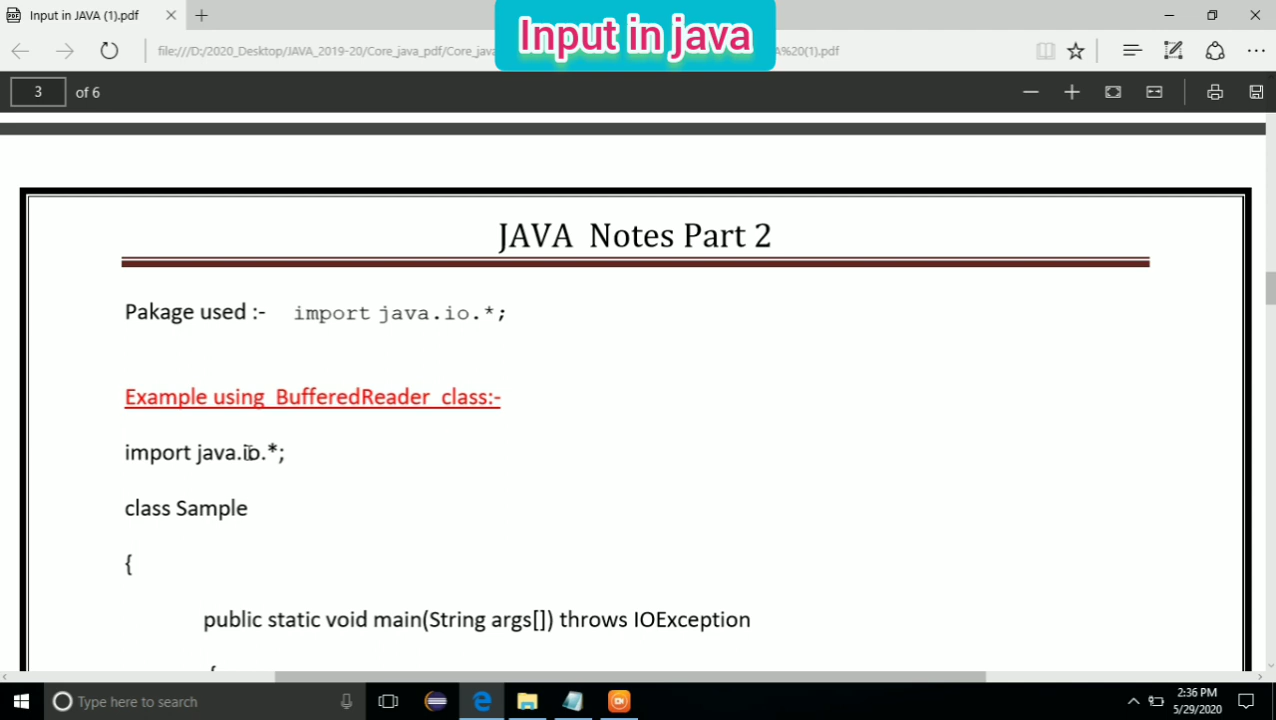 Input in JAVA (1).pdf
Input in java
file:///D:/2020_Desktop/JAVA_2019-20/Core_java_pdf/Core_jav
A%20(1).pdf
3 of 6
JAVA Notes Part 2
Pakage used :- import java.io.*;
Example using BufferedReader class:-
import java.io.*;
class Sample
{
public static void main(String args[]) throws IOException
{
Type here to search
2:36 PM
5/29/2020